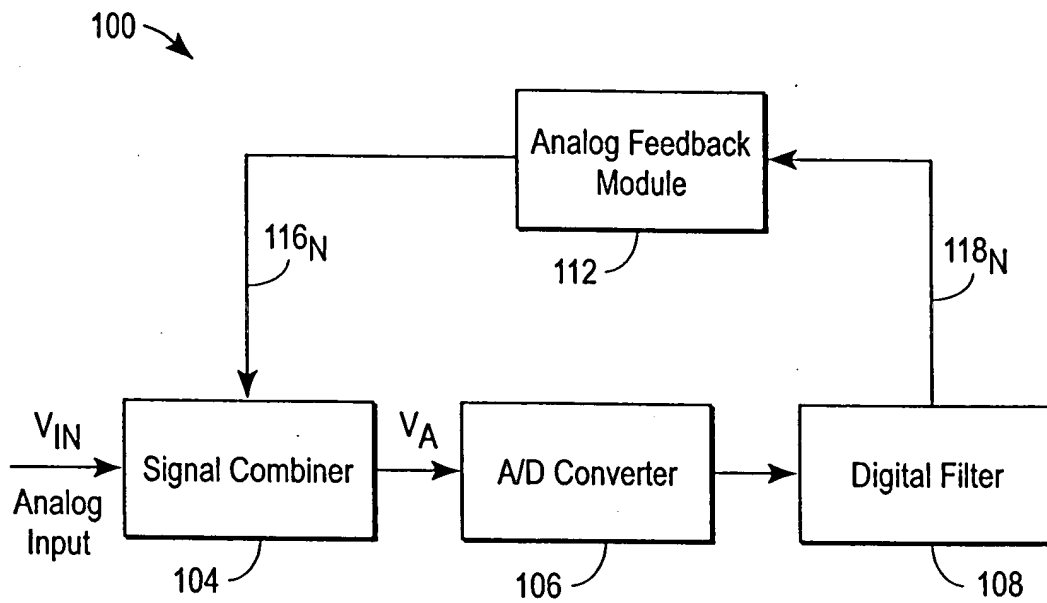 100
Analog Feedback
Module
116N
112
118N
VIN
Analog
Input
Signal Combiner
104
VA
A/D Converter
106
Digital Filter
108